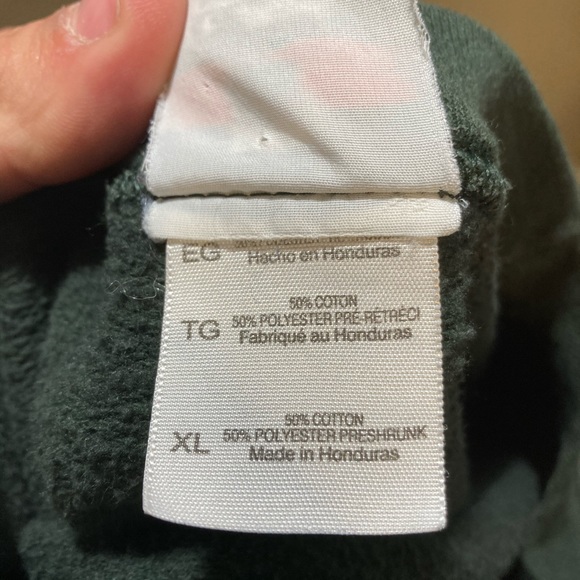 EG
Hecho en Honduras
50% COTON
TG 50% POLYESTER PRÉ-RÉTRÉCI
Fabriqué au Honduras
50% COTTON
XL 50% POLYESTER PRESHRUNK
Made in Honduras